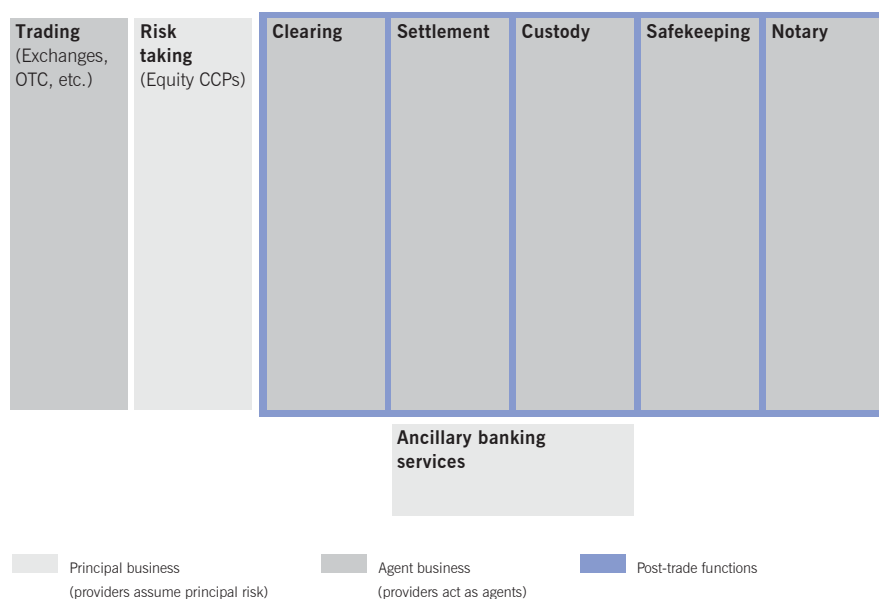 Trading
(Exchanges,
OTC, etc.)
Risk
taking
(Equity CCPs)
Clearing
Settlement
Custody
Safekeeping
Notary
Ancillary banking
services
Principal business
(providers assume principal risk)
Agent business
(providers act as agents)
Post-trade functions